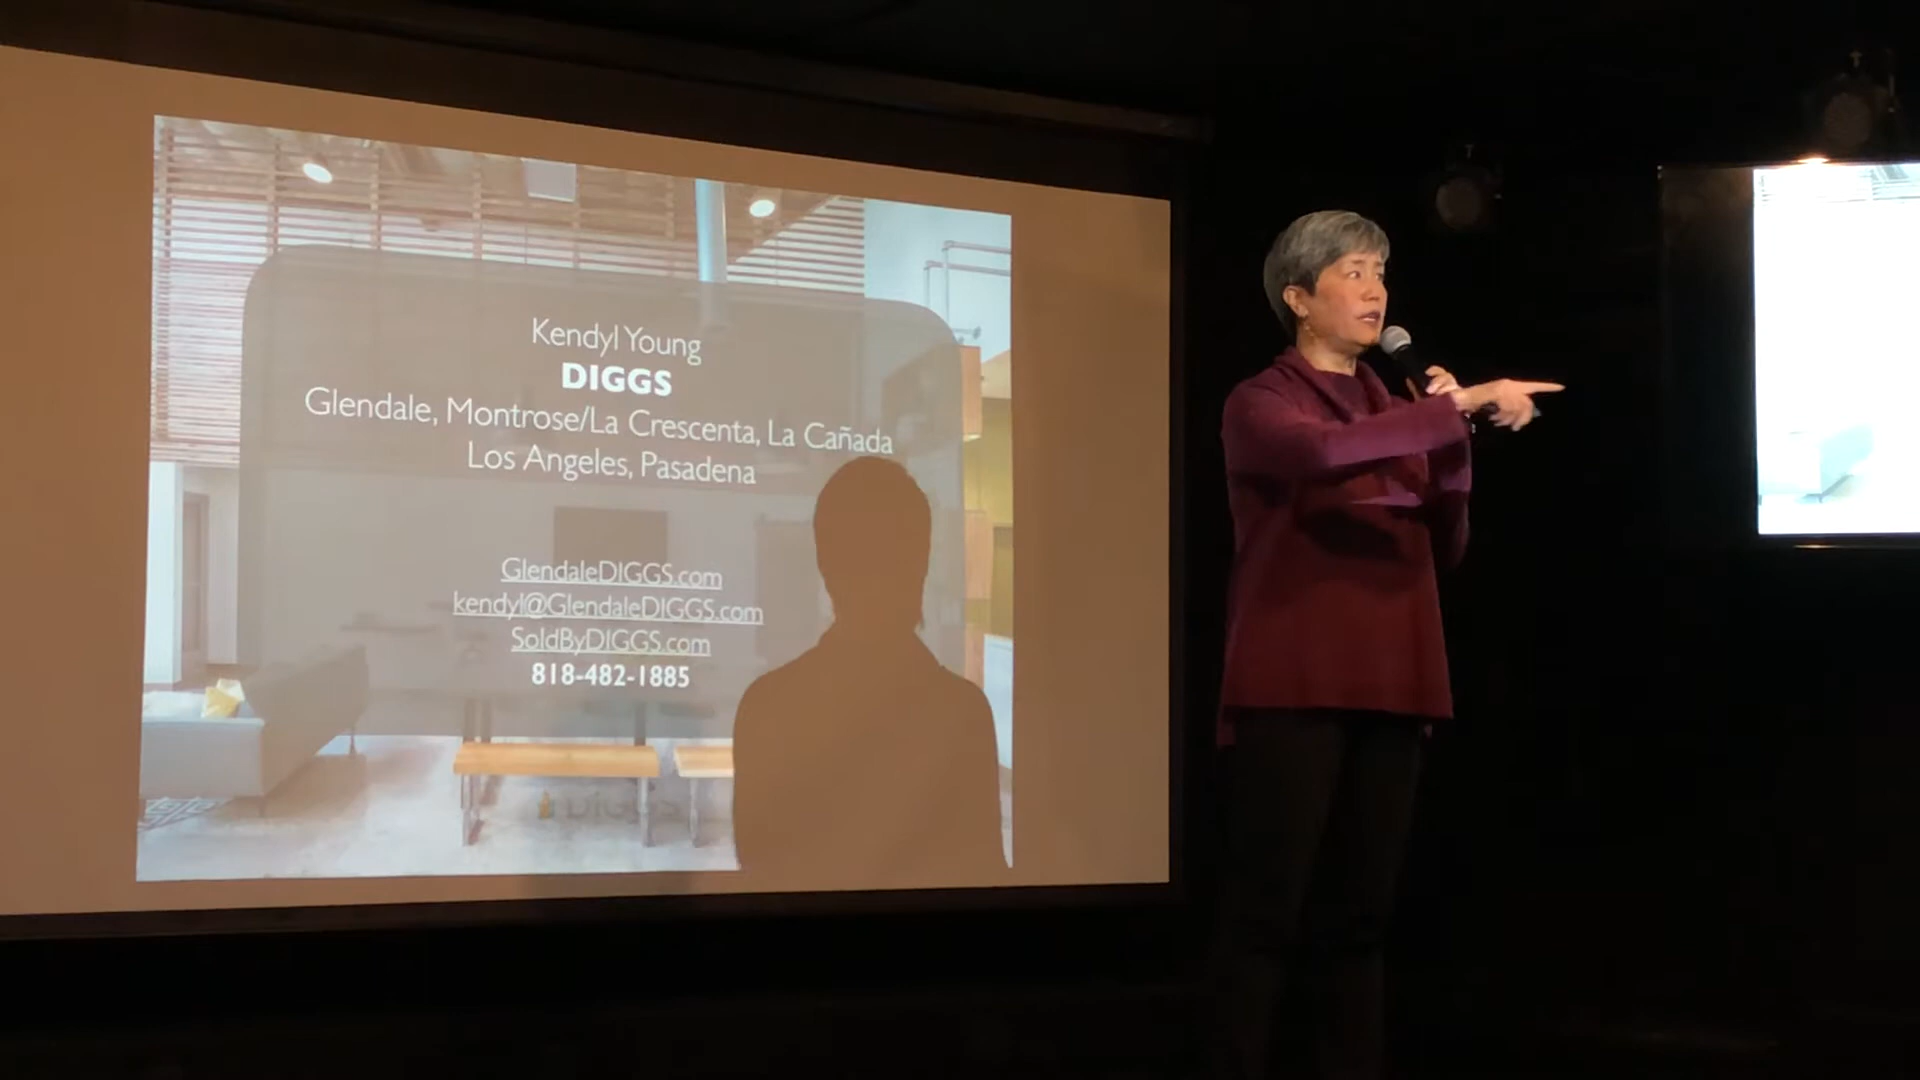 Kendyl Young
DIGGS
Glendale, Montrose/La Crescenta, La Cañada
Los Angeles, Pasadena
GlendaleDIGGS.com
kendyl@GlendaleDIGGS.com
SoldByDIGGS.com
818-482-1885
DIGGS